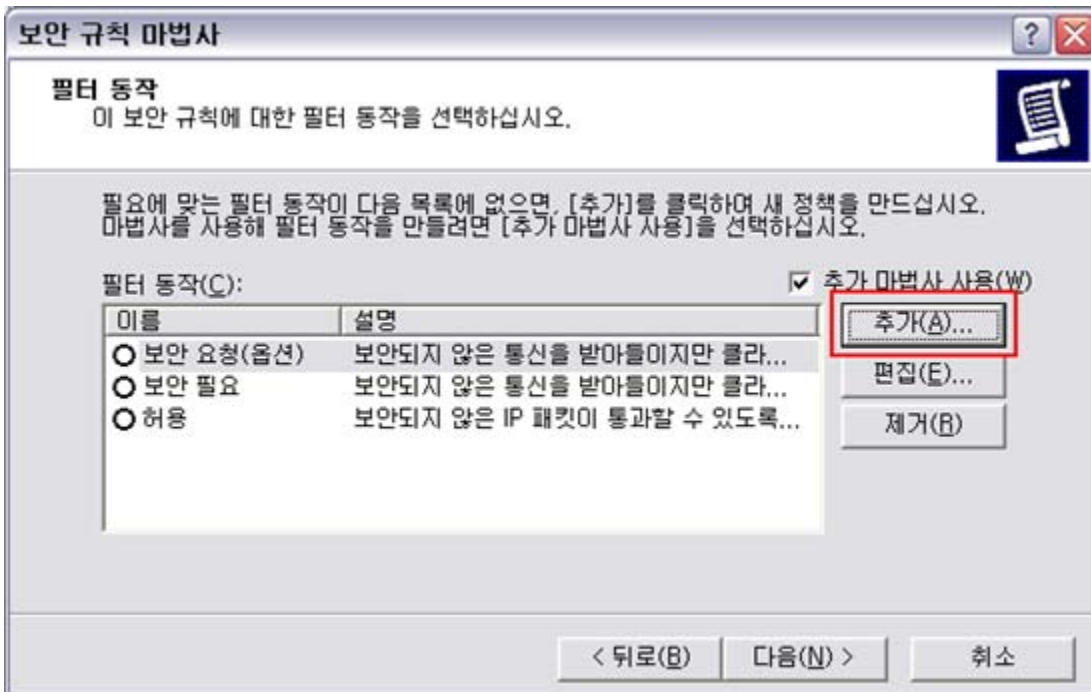 보안 규칙 마법사
필터 동작
이 보안 규칙에 대한 필터 동작을 선택하십시오.
필요에 맞는 필터 동작이 다음 목록에 없으면, [추가]를 클릭하여 새 정책을 만드십시오.
마법사를 사용해 필터 동작을 만들려면 [추가 마법사 사용]을 선택하십시오.
필터 동작(C):
추가 마법사 사용(W)
이름 설명
보안 요청(옵션) 보안되지 않은 통신을 받아들이지만 클라...
보안 필요 보안되지 않은 통신을 받아들이지만 클라...
허용 보안되지 않은 IP 패킷이 통과할 수 있도록...
추가(A)...
편집(E)...
제거(R)
< 뒤로(B)
다음(N) >
취소